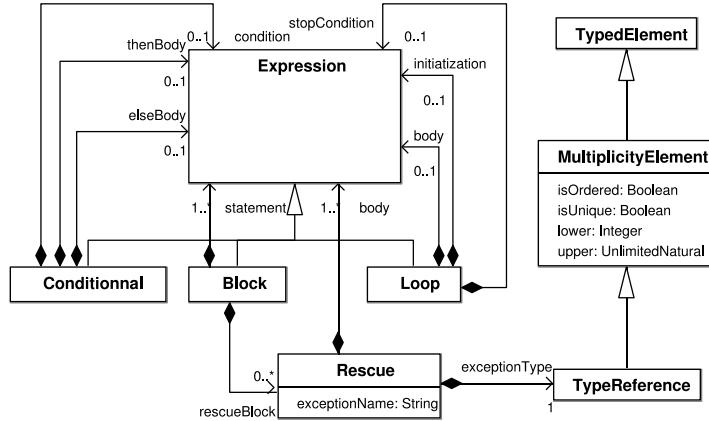 stopCondition
0..1
condition
0..1
thenBody
0..1
Expression
initiatization
0..1
elseBody
0..1
body
0..1
1..*
statement
1..*
body
TypedElement
MultiplicityElement
isOrdered: Boolean
isUnique: Boolean
lower: Integer
upper: UnlimitedNatural
Conditionnal
Block
Loop
0..*
rescueBlock
Rescue
exceptionName: String
exceptionType
1
TypeReference